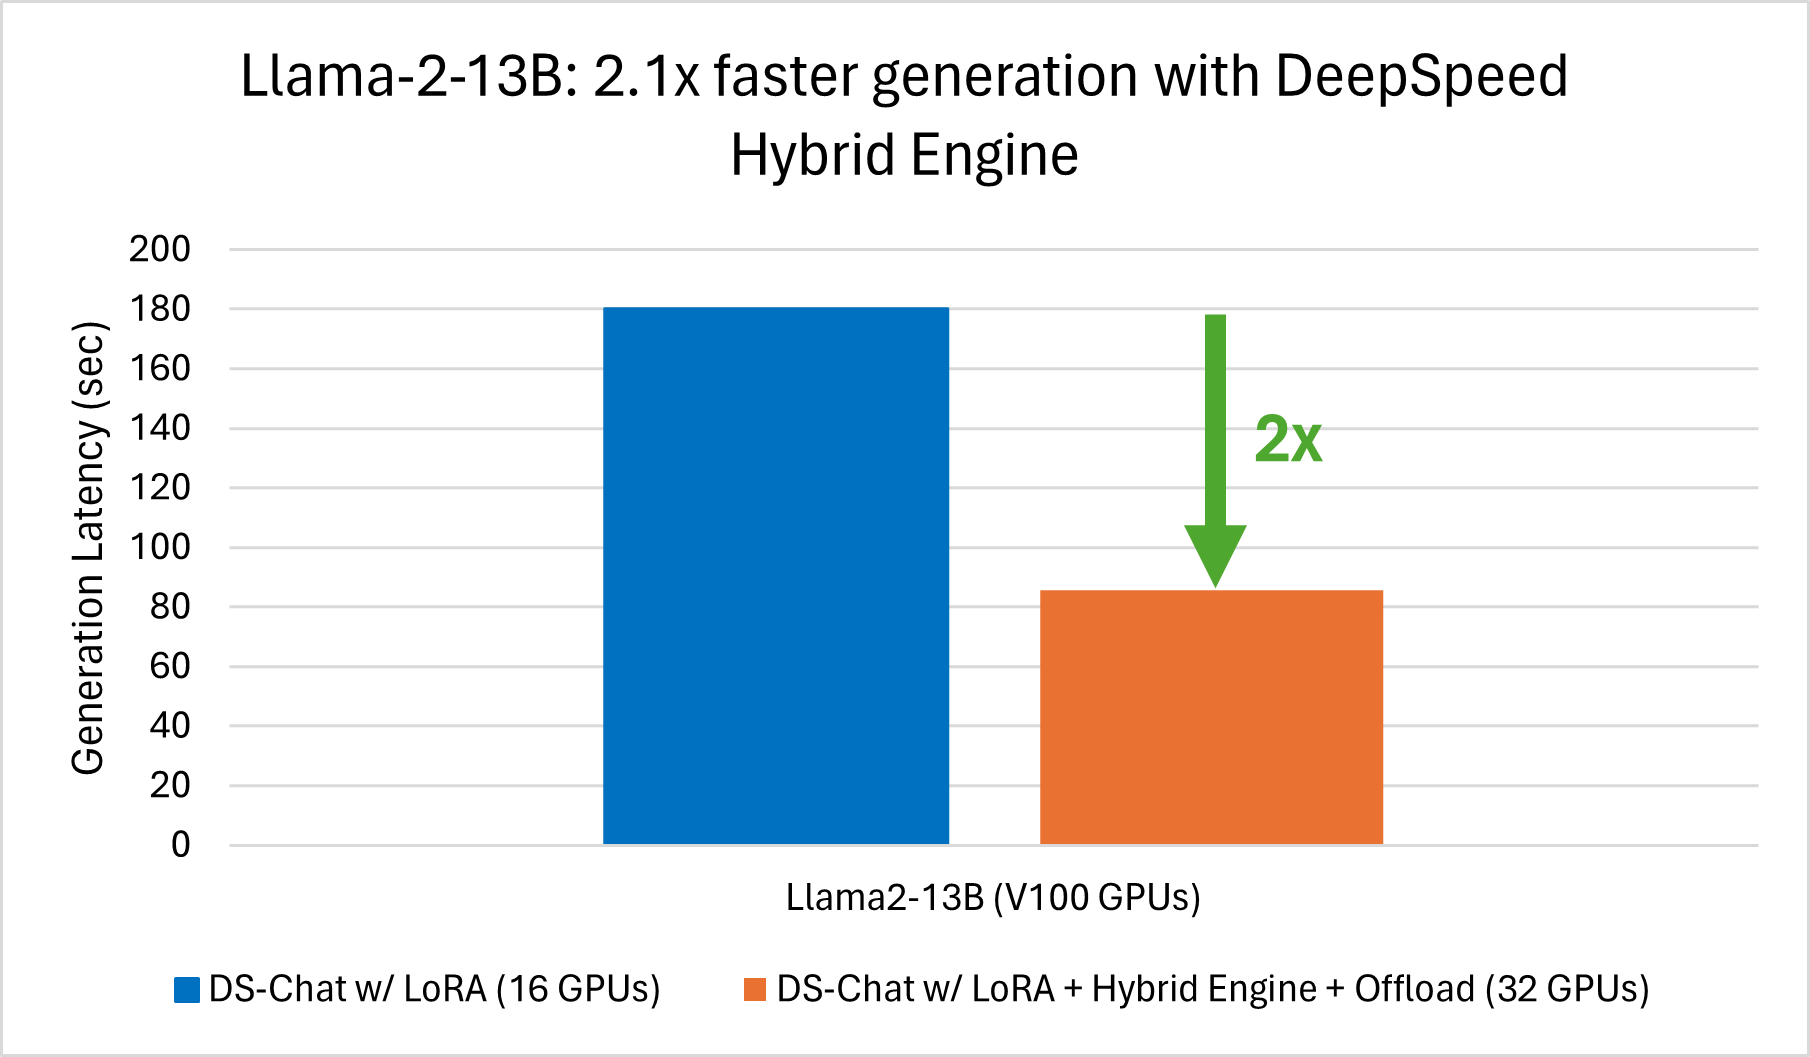 Llama-2-13B: 2.1x faster generation with DeepSpeed
Hybrid Engine
Generation Latency (sec)
200
180
160
140
120
100
80
60
40
20
0
2x
Llama2-13B (V100 GPUs)
DS-Chat w/ LoRA (16 GPUs)
DS-Chat w/ LoRA + Hybrid Engine + Offload (32 GPUs)